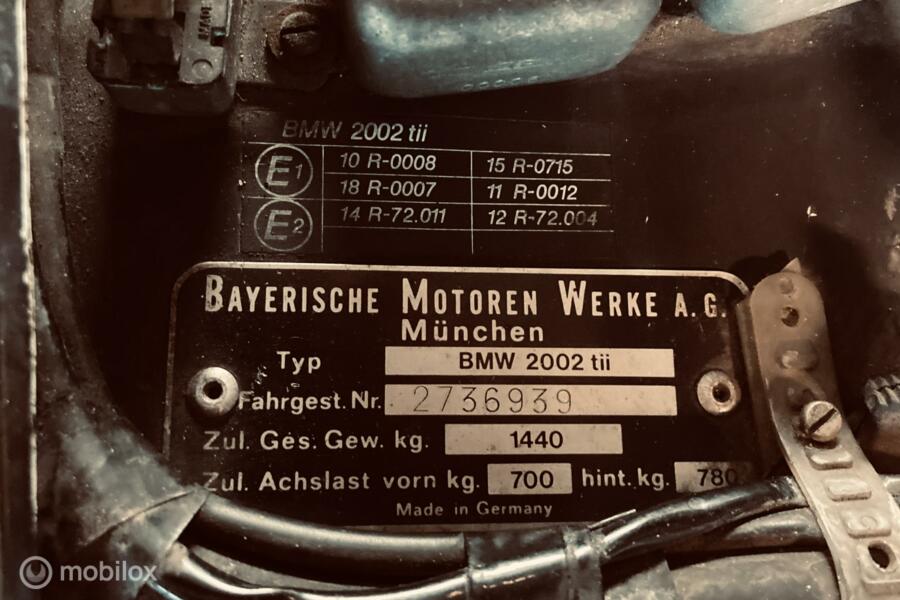 BMW 2002 tii
E1 10 R-0008 15 R-0715
18 R-0007 11 R-0012
E2 14 R-72.011 12 R-72.004
BAYERISCHE MOTOREN WERKE A.G.
München
Typ BMW 2002 tii
Fahrgest. Nr. 2736939
Zul. Ges. Gew. kg. 1440
Zul. Achslast vorn kg. 700 hint. kg. 780
Made in Germany
mobilox